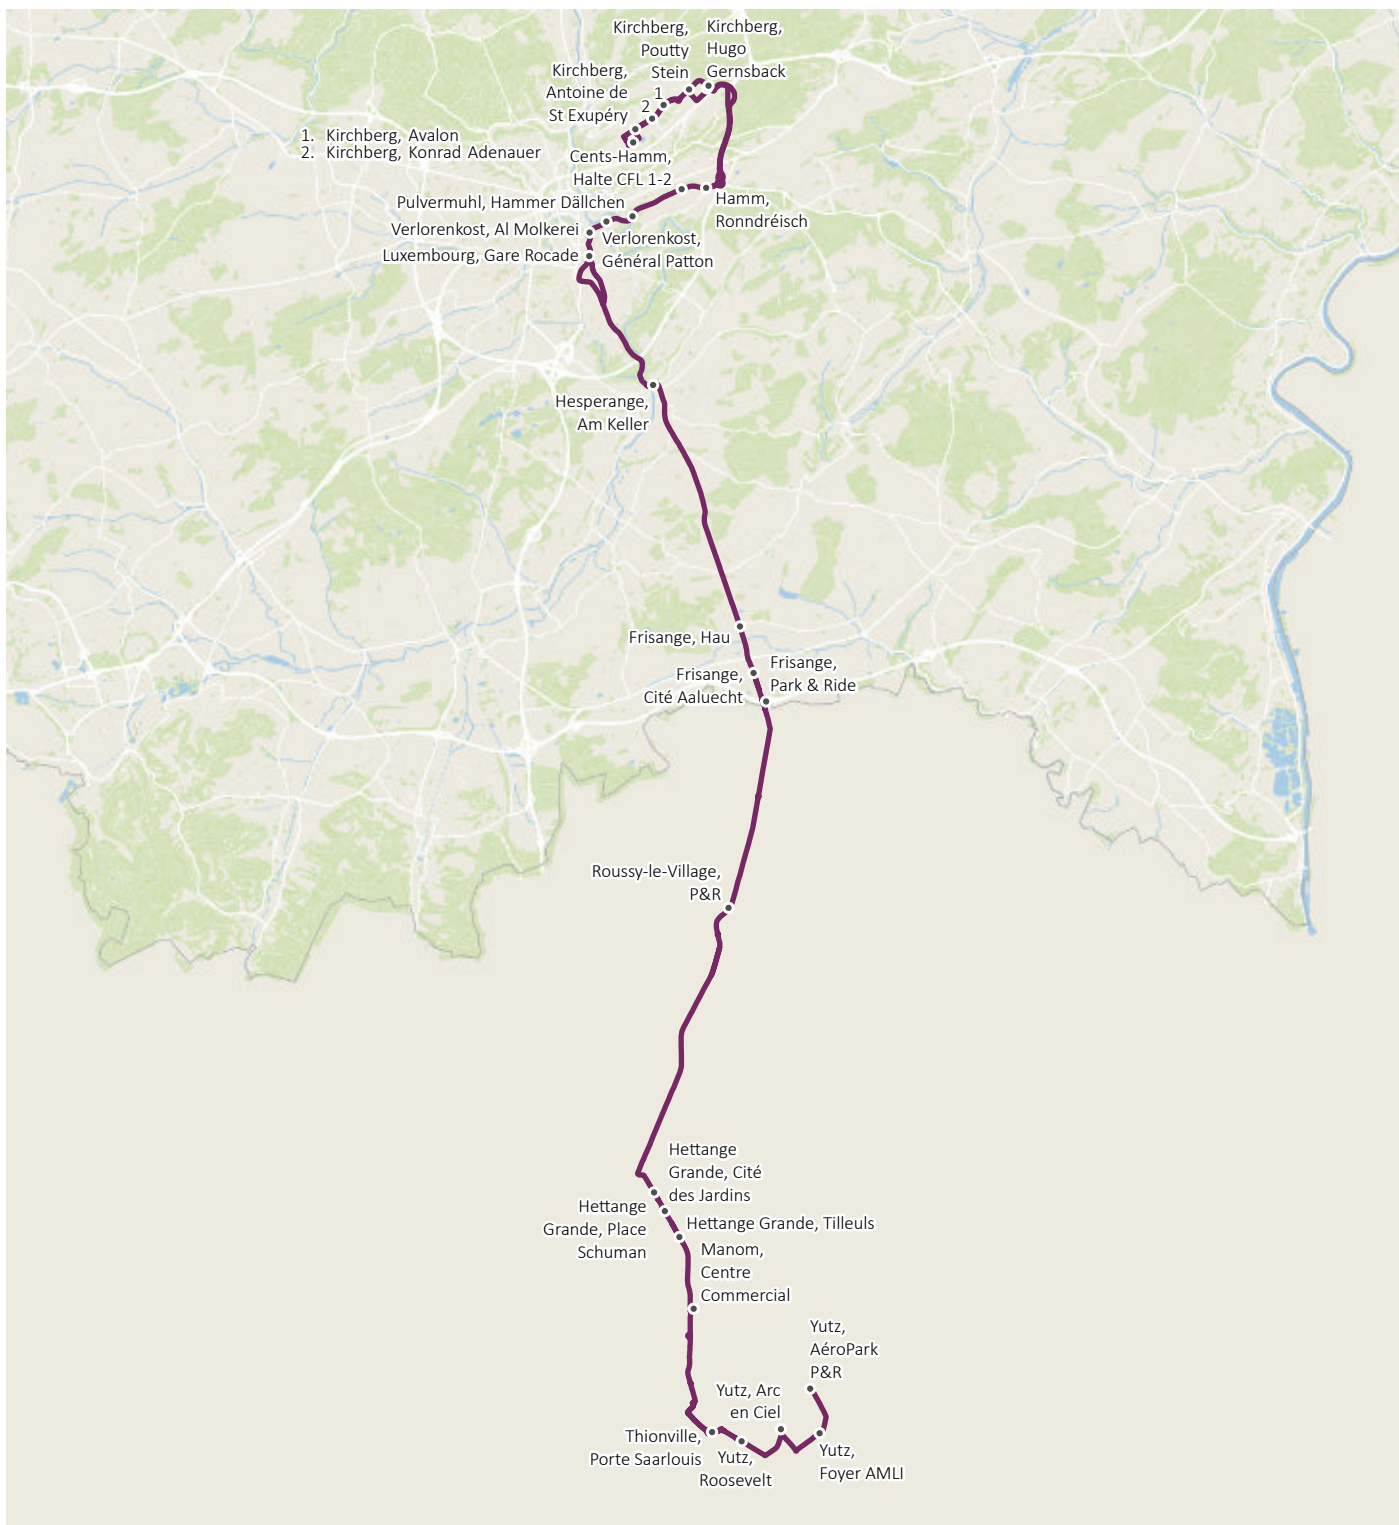 Kirchberg,
Poutty
Stein
Kirchberg,
Hugo
Gernsback
Kirchberg,
Antoine de
St Exupéry
1
2
1. Kirchberg, Avalon
2. Kirchberg, Konrad Adenauer
Cents-Hamm,
Halte CFL 1-2
Hamm,
Ronndréisch
Pulvermuhl, Hammer Dällchen
Verlorenkost, Al Molkerei
Verlorenkost,
Général Patton
Luxembourg, Gare Rocade
Hesperange,
Am Keller
Frisange, Hau
Frisange,
Cité Aaluecht
Frisange,
Park & Ride
Roussy-le-Village,
P&R
Hettange
Grande, Cité
des Jardins
Hettange
Grande, Place
Schuman
Hettange Grande, Tilleuls
Manom,
Centre
Commercial
Yutz,
AéroPark
P&R
Yutz, Arc
en Ciel
Thionville,
Porte Saarlouis
Yutz,
Roosevelt
Yutz,
Foyer AMLI